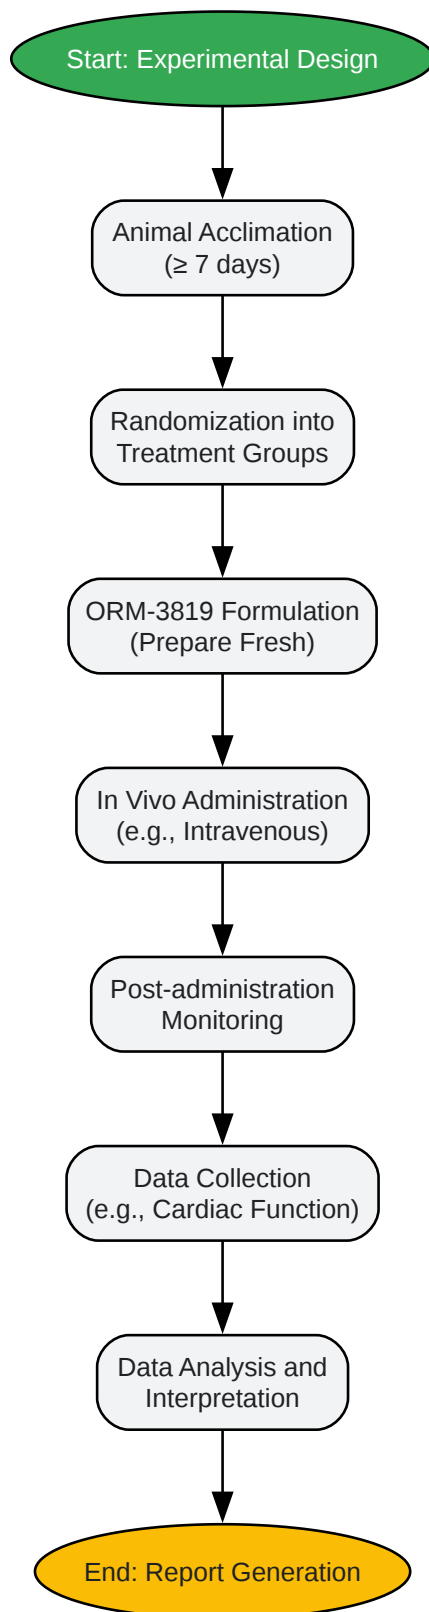 Start: Experimental Design
Animal Acclimation
(≥ 7 days)
Randomization into
Treatment Groups
ORM-3819 Formulation
(Prepare Fresh)
In Vivo Administration
(e.g., Intravenous)
Post-administration
Monitoring
Data Collection
(e.g., Cardiac Function)
Data Analysis and
Interpretation
End: Report Generation